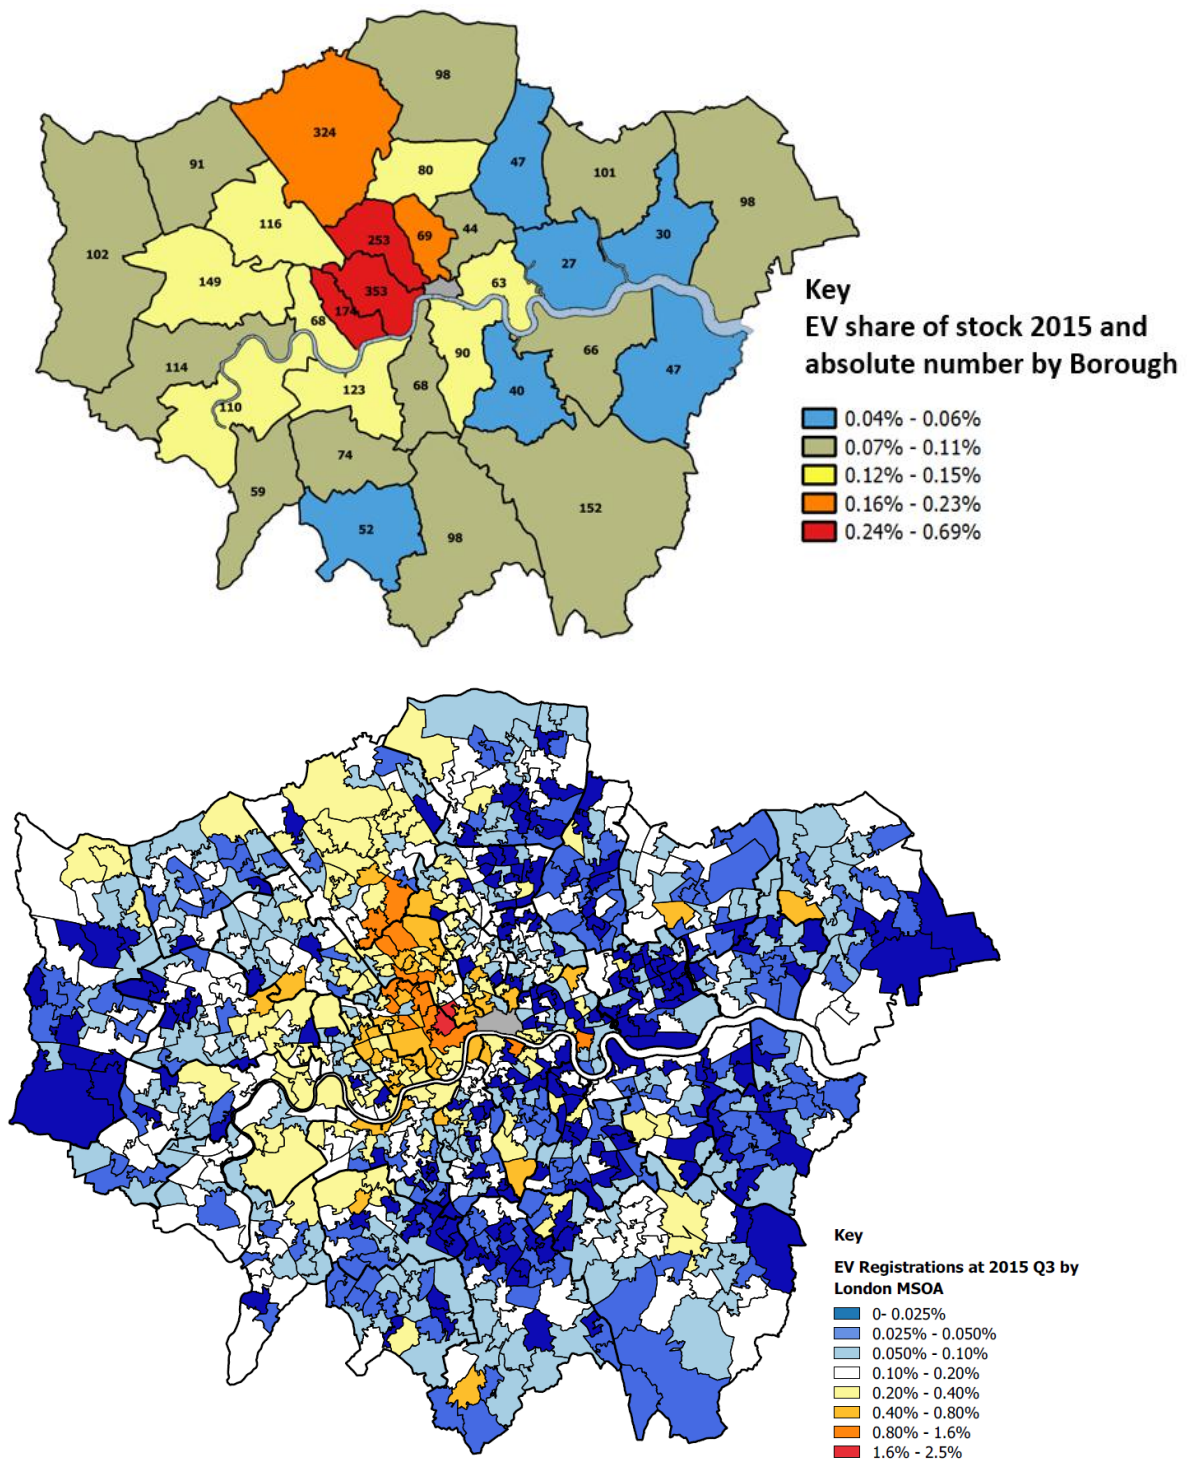 98
324
47
91
80
101
98
116
69
44
30
253
102
27
149
353
63
174
68
90
66
114
47
68
123
40
110
74
59
152
52
98
Key
EV share of stock 2015 and
absolute number by Borough
0.04% - 0.06%
0.07% - 0.11%
0.12% - 0.15%
0.16% - 0.23%
0.24% - 0.69%
Key
EV Registrations at 2015 Q3 by
London MSOA
0- 0.025%
0.025% - 0.050%
0.050% - 0.10%
0.10% - 0.20%
0.20% - 0.40%
0.40% - 0.80%
0.80% - 1.6%
1.6% - 2.5%